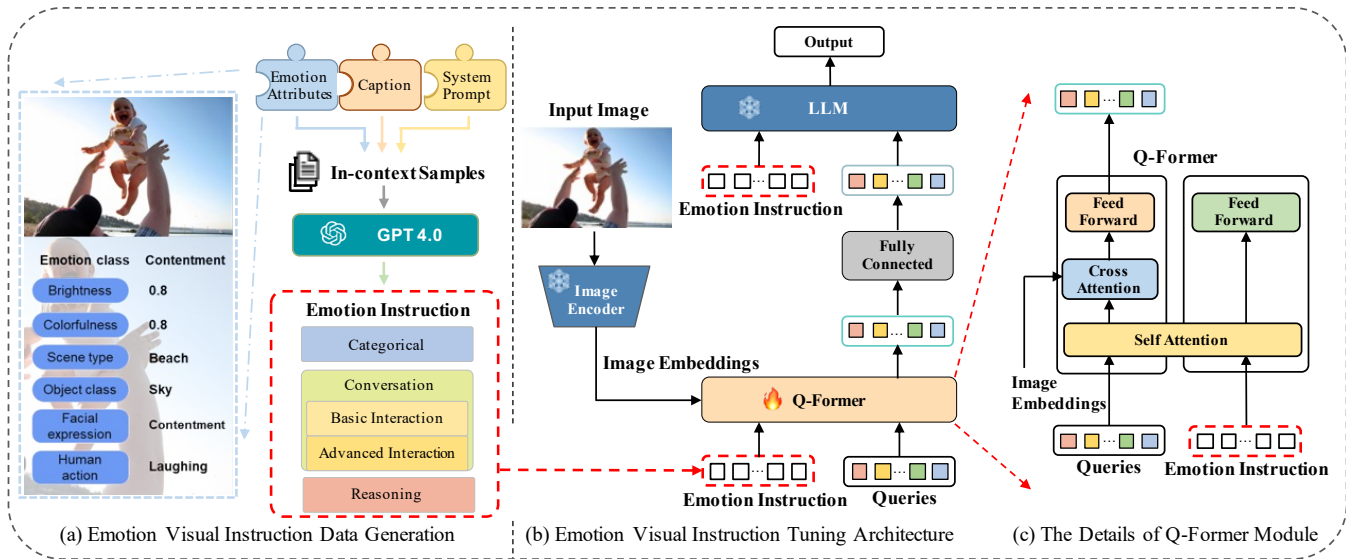 Emotion
Attributes
Caption
System
Prompt
In-context Samples
GPT 4.0
Emotion class Contentment
Brightness 0.8
Colorfulness 0.8
Scene type Beach
Object class Sky
Facial
expression Contentment
Human
action Laughing
Emotion Instruction
Categorical
Conversation
Basic Interaction
Advanced Interaction
Reasoning
(a) Emotion Visual Instruction Data Generation
Output
LLM
Input Image
Emotion Instruction
Fully
Connected
Image
Encoder
Image Embeddings
Q-Former
Emotion Instruction
Queries
(b) Emotion Visual Instruction Tuning Architecture
Q-Former
Feed
Forward
Feed
Forward
Cross
Attention
Self Attention
Image
Embeddings
Queries
Emotion Instruction
(c) The Details of Q-Former Module